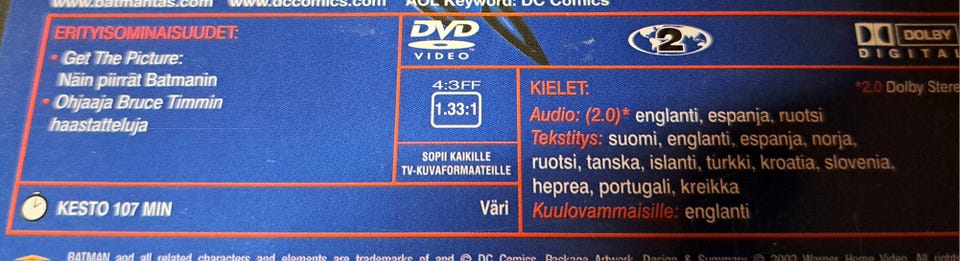 www.batmantas.com www.dccomics.com AOL Keyword: DC Comics
ERITYISOMINAISUUDET:
• Get The Picture:
Näin piirrät Batmanin
• Ohjaaja Bruce Timmin
haastatteluja
DVD
VIDEO
2
DOLBY
DIGITAL
4:3FF
1.33:1
SOPII KAIKILLE
TV-KUVAFORMAATEILLE
KIELET:
*2.0 Dolby Stere
Audio: (2.0)* englanti, espanja, ruotsi
Tekstitys: suomi, englanti, espanja, norja,
ruotsi, tanska, islanti, turkki, kroatia, slovenia,
heprea, portugali, kreikka
Kuulovammaisille: englanti
KESTO 107 MIN
Väri
BATMAN and all related characters and elements are trademarks of and © DC Comics. Package Artwork, Design & Summary © 2002 Warner Home Video. All rights